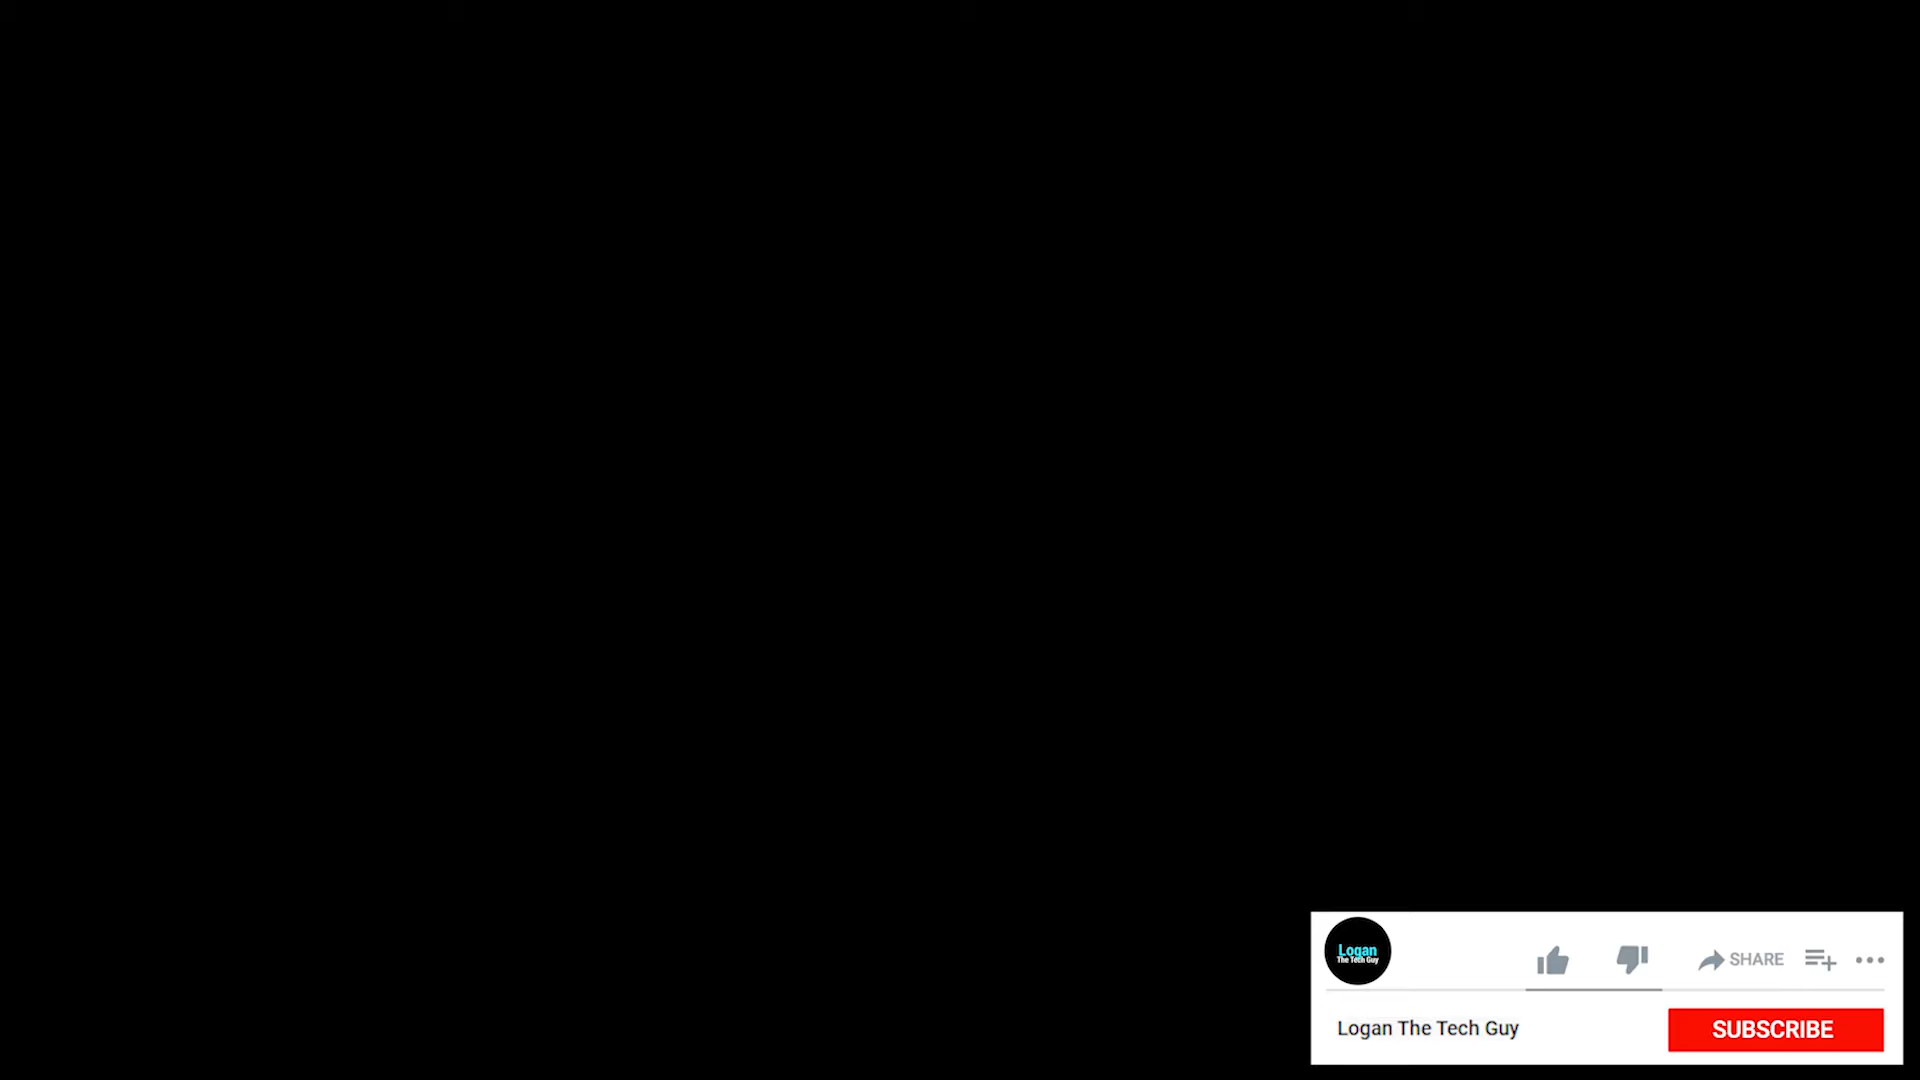 Logan
The Tech Guy
SHARE
Logan The Tech Guy
SUBSCRIBE